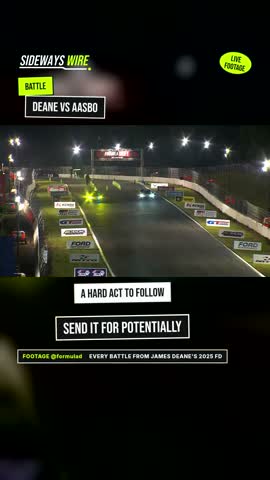 SIDEWAYS WIRE.
LIVE
FOOTAGE
BATTLE
DEANE VS AASBO
FORD
A HARD ACT TO FOLLOW
SEND IT FOR POTENTIALLY
FOOTAGE @formulad EVERY BATTLE FROM JAMES DEANE'S 2025 FD